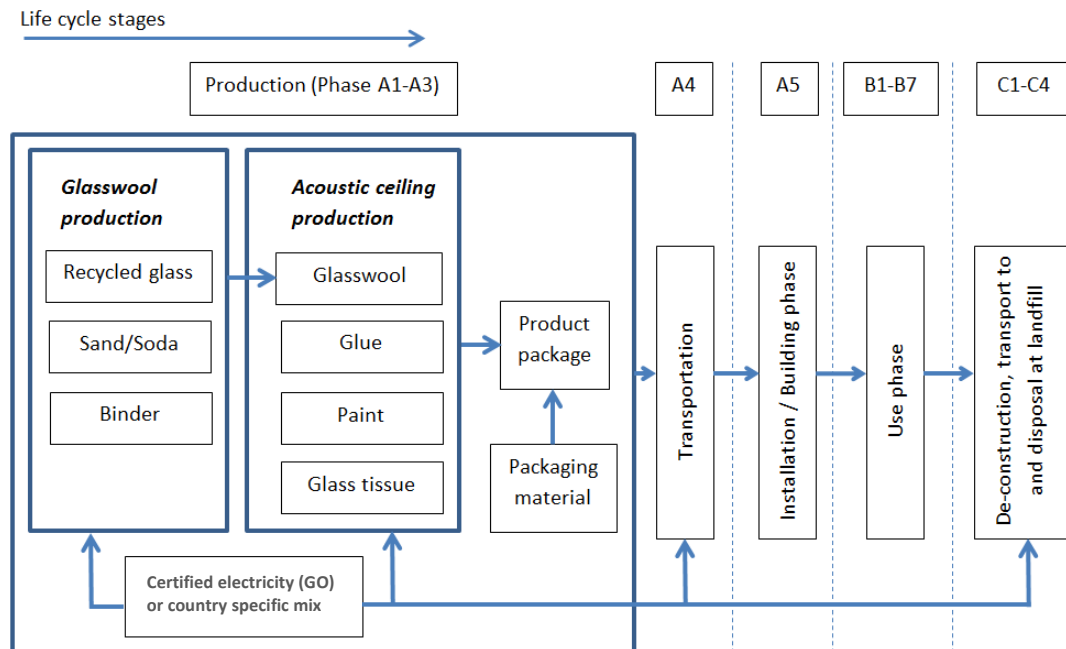 Life cycle stages
Production (Phase A1-A3)
A4
A5
B1-B7
C1-C4
Glasswool
production
Recycled glass
Sand/Soda
Binder
Acoustic ceiling
production
Glasswool
Glue
Paint
Glass tissue
Product
package
Packaging
material
Certified electricity (GO)
or country specific mix
Transportation
Installation / Building phase
Use phase
De-construction, transport to
and disposal at landfill